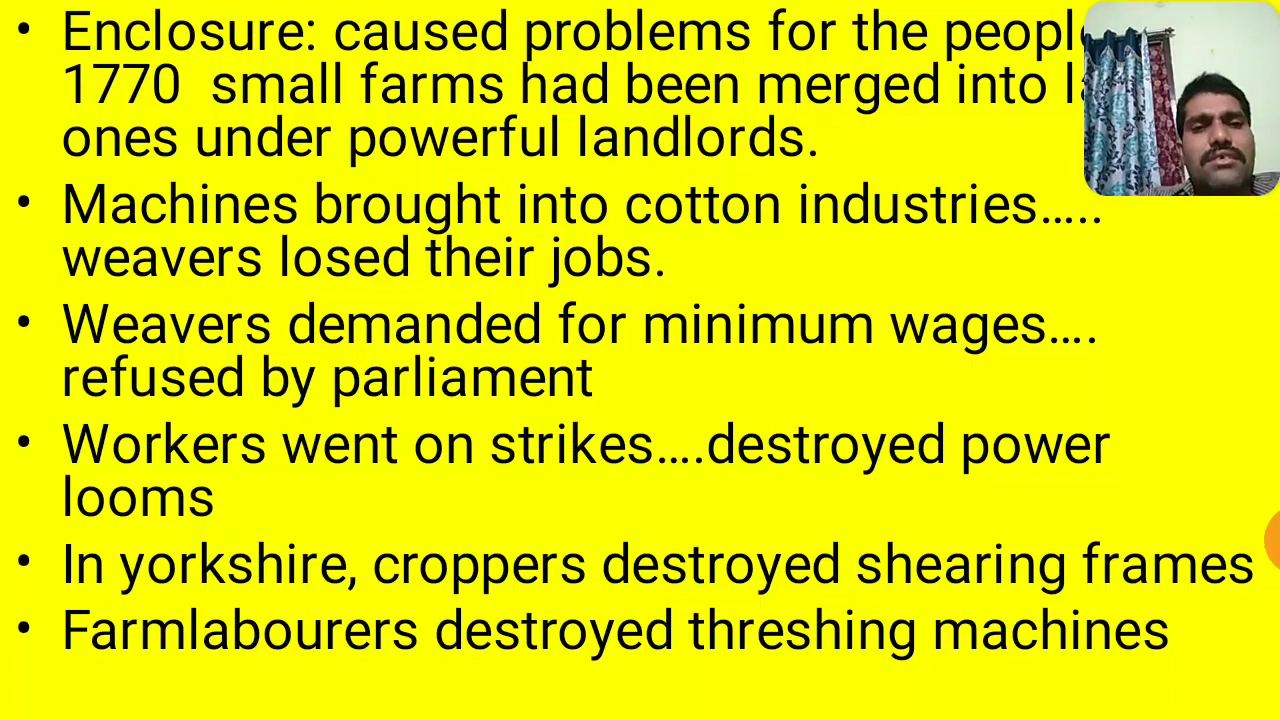 • Enclosure: caused problems for the people
1770 small farms had been merged into
ones under powerful landlords.
• Machines brought into cotton industries…..
weavers losed their jobs.
• Weavers demanded for minimum wages….
refused by parliament
• Workers went on strikes….destroyed power
looms
• In yorkshire, croppers destroyed shearing frames
• Farmlabourers destroyed threshing machines